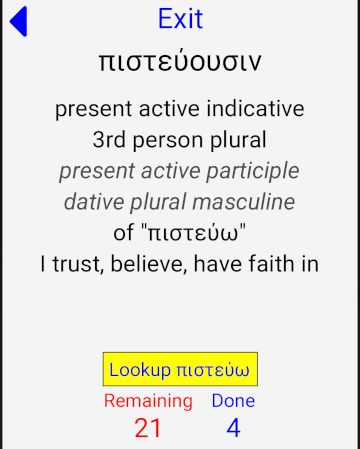 Exit
πιστεύουσιν
present active indicative
3rd person plural
present active participle
dative plural masculine
of "πιστεύω"
I trust, believe, have faith in
Lookup πιστεύω
Remaining Done
21 4